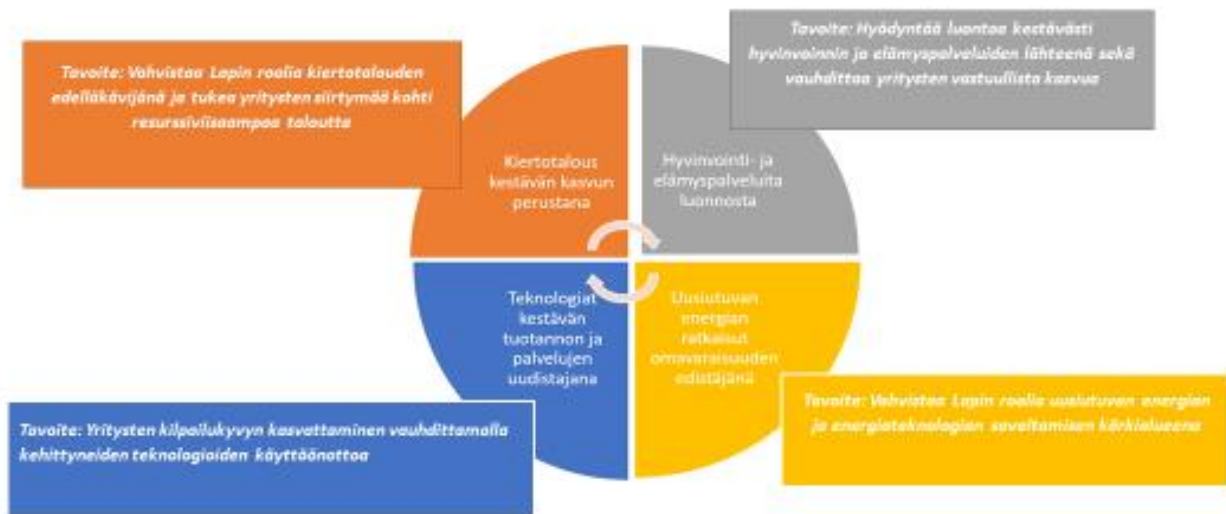 Tavoite: Vahvistaa Lapin roolia kiertotalouden
edelläkävijänä ja tukea yritysten siirtymää kohti
resurssiviisaampaa taloutta
Tavoite: Hyödyntää luontoa kestävästi
hyvinvoinnin ja elämyspalveluiden lähteenä sekä
vauhdittaa yritysten vastuullista kasvua
Kiertotalous
kestävän kasvun
perustana
Hyvinvointi- ja
elämyspalveluita
luonnosta
Teknologiat
kestävän
tuotannon ja
palvelujen
uudistajana
Uusiutuvan
energian
ratkaisut
omavaraisuuden
edistäjänä
Tavoite: Yritysten kilpailukyvyn kasvattaminen vauhdittamalla
kehittyneiden teknologioiden käyttöönottoa
Tavoite: Vahvistaa Lapin roolia uusiutuvan energian
ja energiateknologian soveltamisen kärkialueena